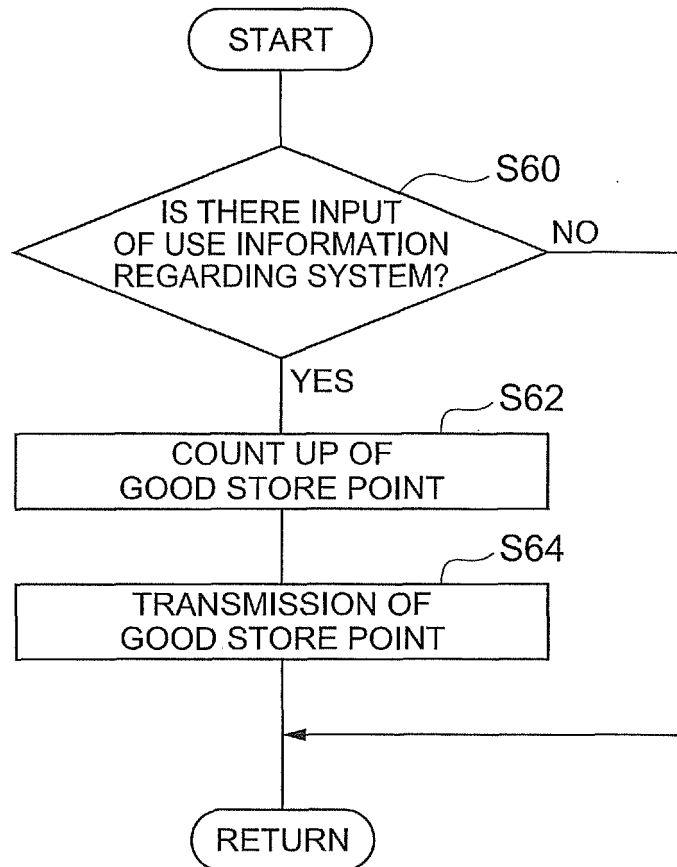 START
S60
IS THERE INPUT
OF USE INFORMATION
REGARDING SYSTEM?
NO
YES
S62
COUNT UP OF
GOOD STORE POINT
S64
TRANSMISSION OF
GOOD STORE POINT
RETURN